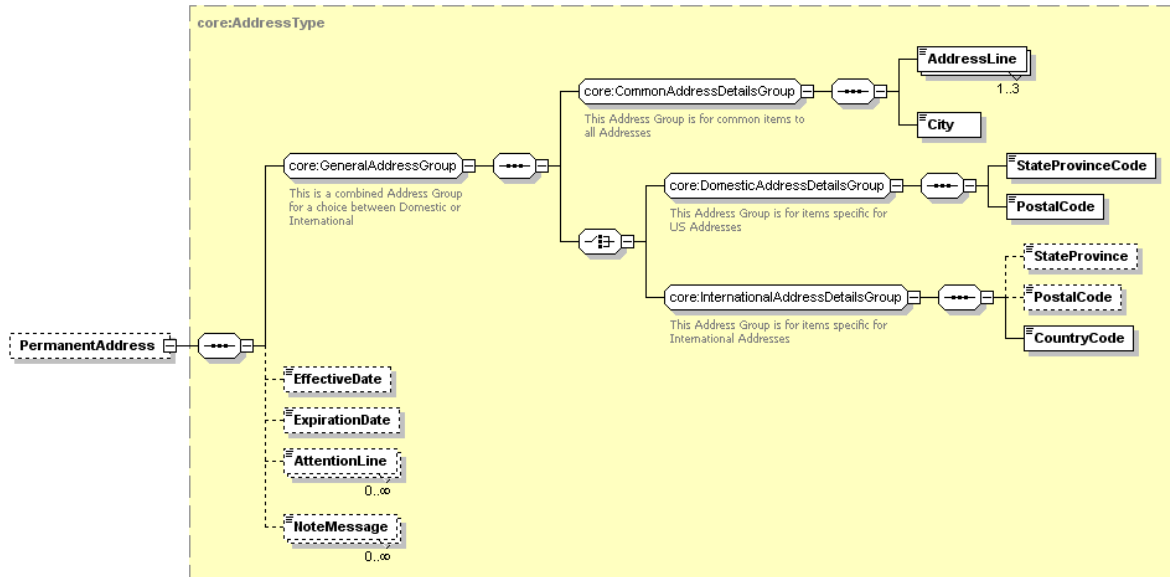 core:AddressType
AddressLine
1..3
core:CommonAddressDetailsGroup
This Address Group is for common items to
all Addresses
City
core:GeneralAddressGroup
This is a combined Address Group
for a choice between Domestic or
International
StateProvinceCode
core:DomesticAddressDetailsGroup
This Address Group is for items specific for
US Addresses
PostalCode
StateProvince
core:InternationalAddressDetailsGroup
This Address Group is for items specific for
International Addresses
PostalCode
CountryCode
PermanentAddress
EffectiveDate
ExpirationDate
AttentionLine
0..∞
NoteMessage
0..∞